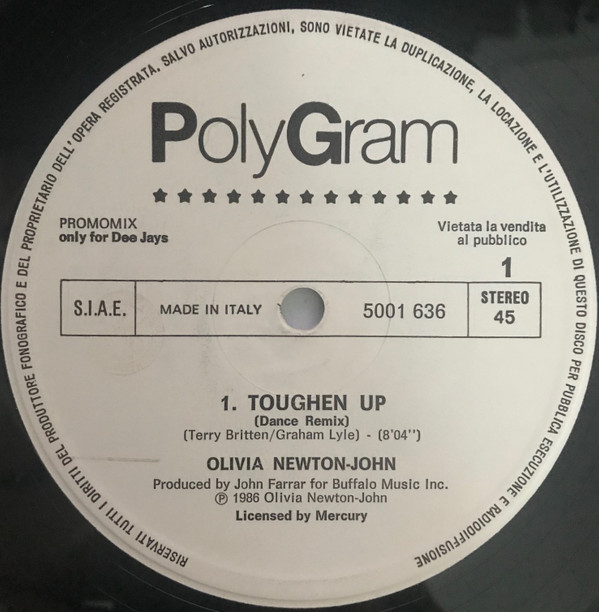 RISERVATI TUTTI I DIRITTI DEL PRODUTTORE FONOGRAFICO E DEL PROPRIETARIO DELL'OPERA REGISTRATA. SALVO AUTORIZZAZIONI, SONO VIETATE LA DUPLICAZIONE, LA LOCAZIONE E L'UTILIZZAZIONE DI QUESTO DISCO PER PUBBLICA ESECUZIONE E RADIODIFFUSIONE
PolyGram
★ ★ ★ ★ ★ ★ ★ ★ ★ ★ ★ ★ ★
PROMOMIX
only for Dee Jays
Vietata la vendita
al pubblico
1
S.I.A.E.
MADE IN ITALY
5001 636
STEREO
45
1. TOUGHEN UP
(Dance Remix)
(Terry Britten/Graham Lyle) - (8'04")
OLIVIA NEWTON-JOHN
Produced by John Farrar for Buffalo Music Inc.
℗ 1986 Olivia Newton-John
Licensed by Mercury